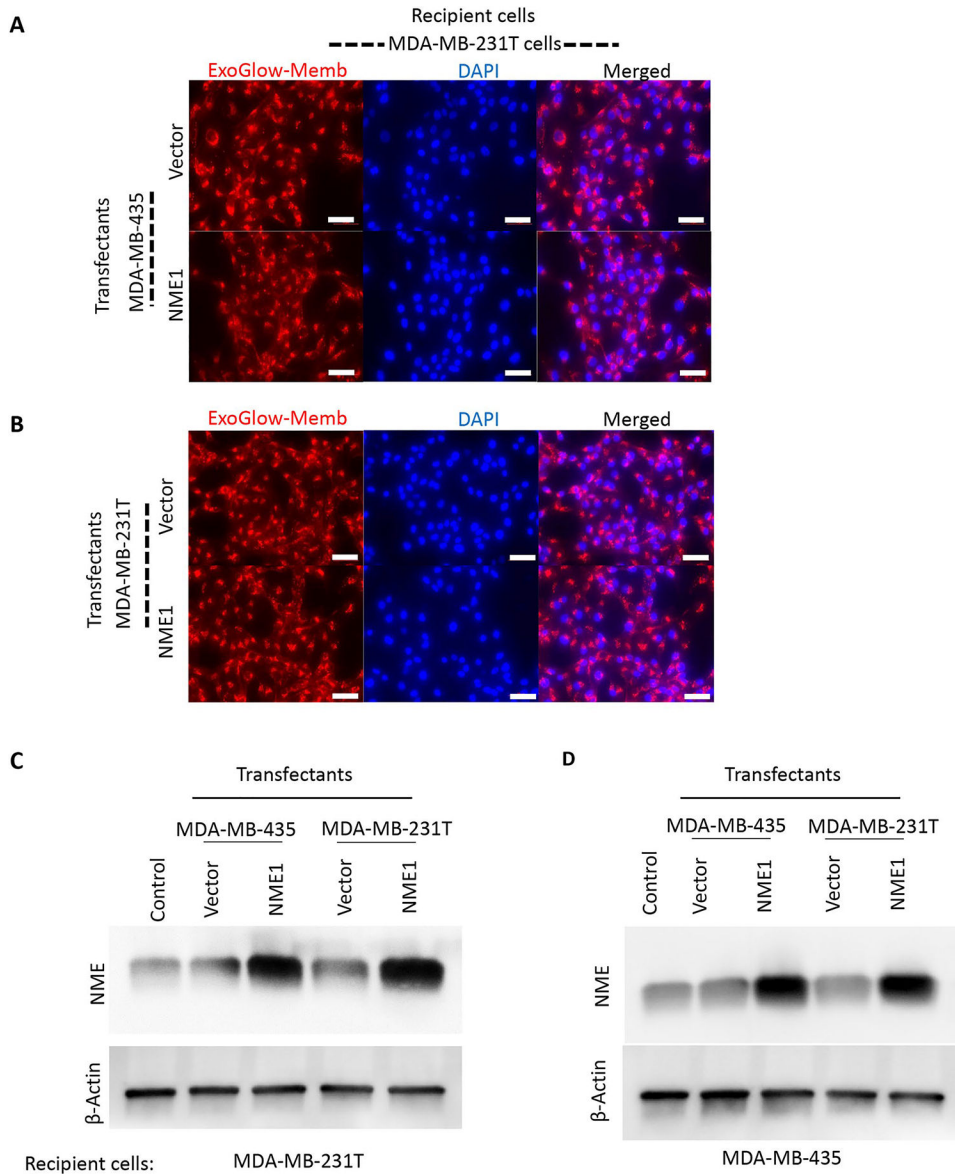 A
Recipient cells
MDA-MB-231T cells
ExoGlow-Memb DAPI Merged
Transfectants
MDA-MB-435
Vector
NME1
B
ExoGlow-Memb DAPI Merged
Transfectants
MDA-MB-231T
Vector
NME1
C
Transfectants
MDA-MB-435 MDA-MB-231T
Control Vector NME1 Vector NME1
NME
β-Actin
Recipient cells: MDA-MB-231T
D
Transfectants
MDA-MB-435 MDA-MB-231T
Control Vector NME1 Vector NME1
NME
β-Actin
MDA-MB-435